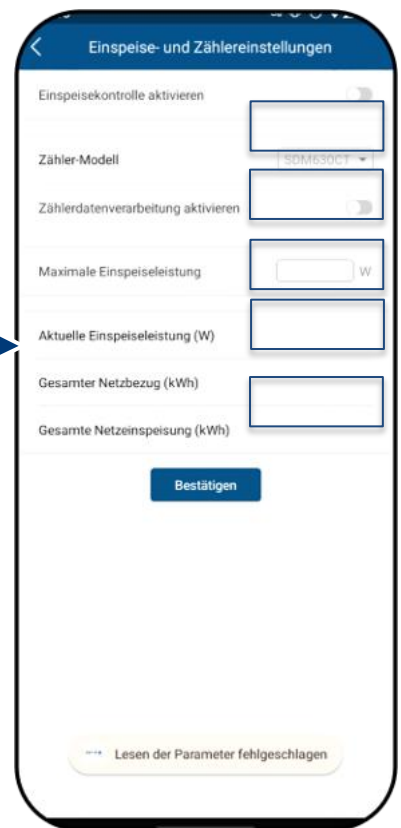 Einspeise- und Zählereinstellungen
Einspeisekontrolle aktivieren
Zähler-Modell SDM630CT
Zählerdatenverarbeitung aktivieren
Maximale Einspeiseleistung W
Aktuelle Einspeiseleistung (W)
Gesamter Netzbezug (kWh)
Gesamte Netzeinspeisung (kWh)
Bestätigen
Lesen der Parameter fehlgeschlagen